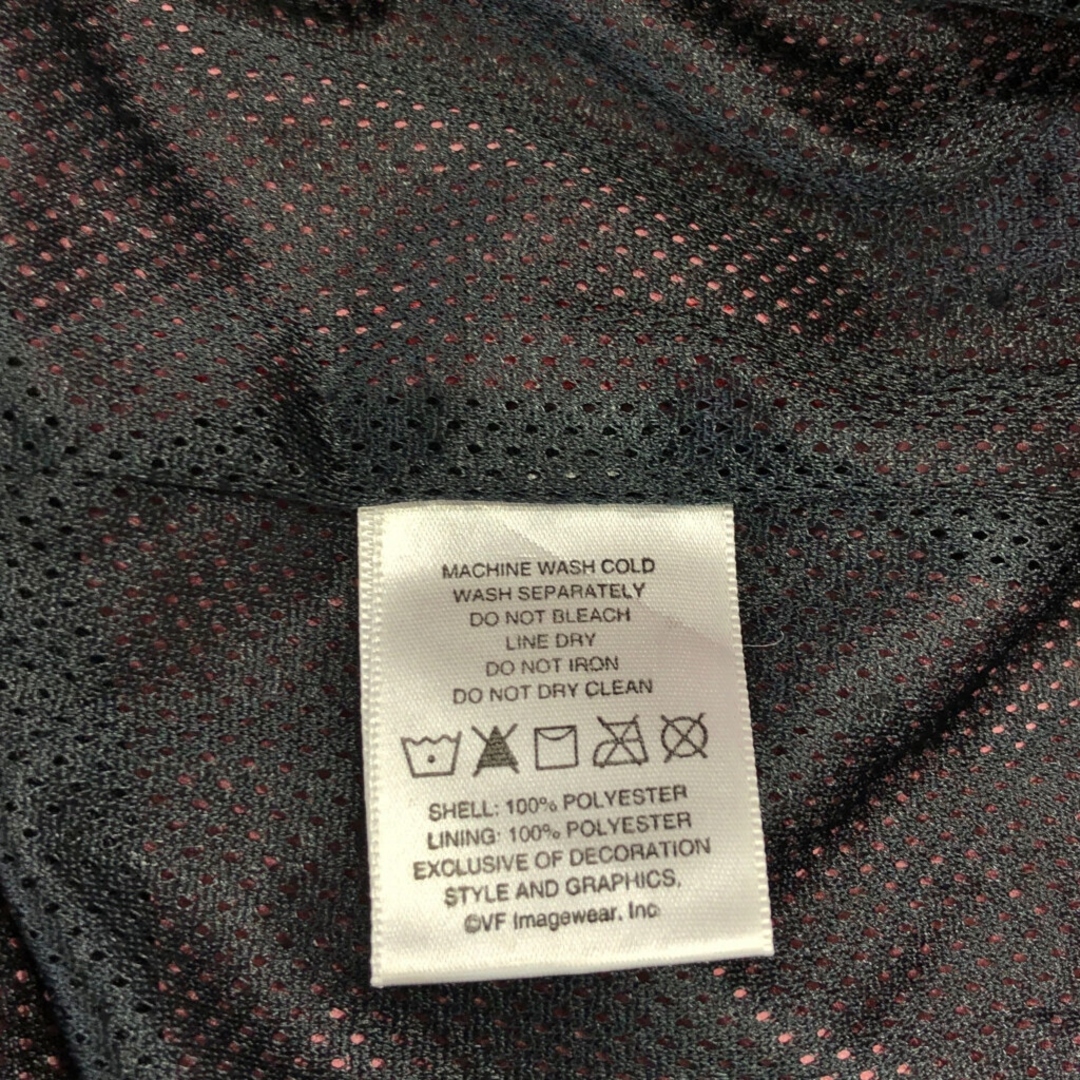 MACHINE WASH COLD
WASH SEPARATELY
DO NOT BLEACH
LINE DRY
DO NOT IRON
DO NOT DRY CLEAN
SHELL: 100% POLYESTER
LINING: 100% POLYESTER
EXCLUSIVE OF DECORATION
STYLE AND GRAPHICS.
©VF Imagewear, Inc